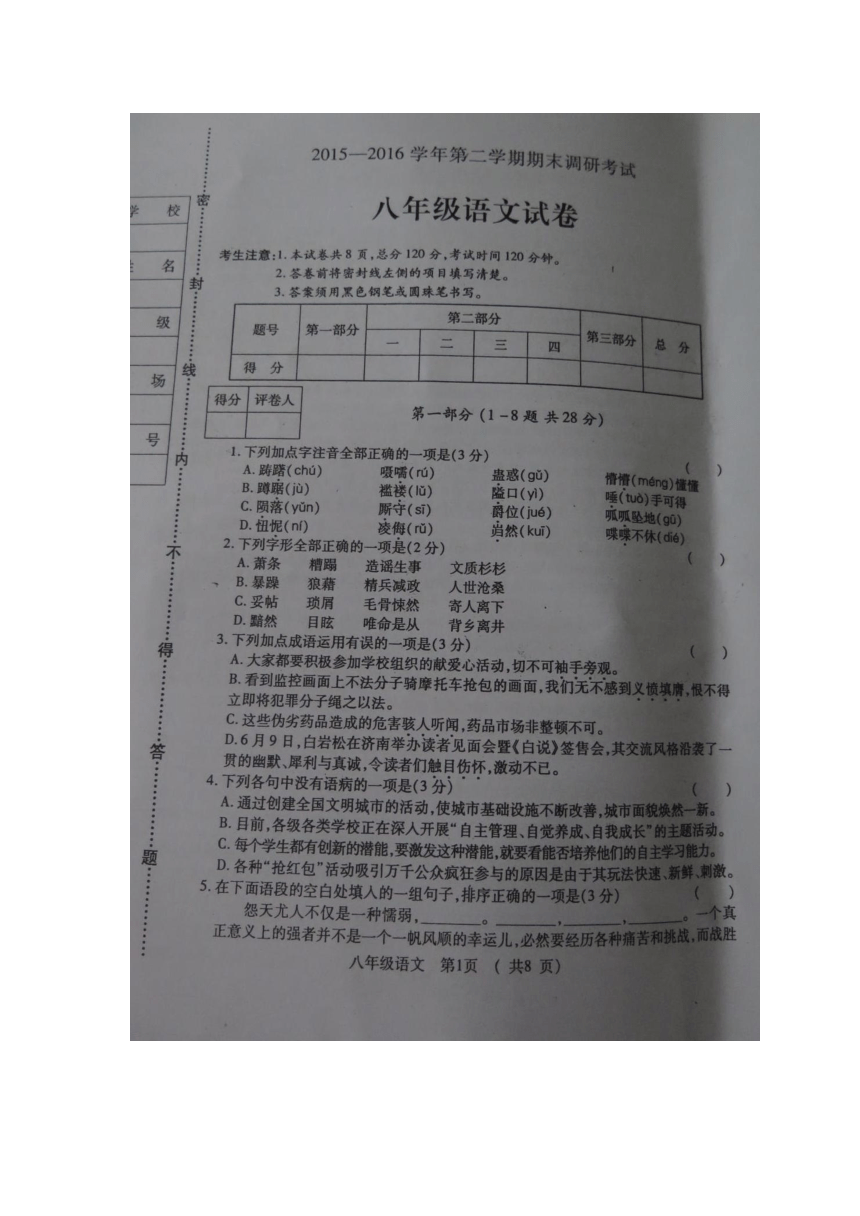 2015—2016学年第二学期期末调研考试
八年级语文试卷
考生注意:1.本试卷共8页,总分120分,考试时间120分钟。
2.答卷前将密封线左侧的项目填写清楚。
3.答案须用黑色钢笔或圆珠笔书写。
题号 第一部分 第二部分 第三部分 总 分
一 二 三 四
得 分
得分 评卷人
校
名
级
场
号
密
封
线
内
不
得
答
题
第一部分(1-8题 共28分)
1.下列加点字注音全部正确的一项是(3分) ( )
A.踌躇(chú) 嗫嚅(rú) 蛊惑(gǔ) 懵懵(měng)懂懂
B.蹲踞(jù) 褴褛(lǚ) 隘口(yì) 唾(tuò)手可得
C.陨落(yǔn) 厮守(sī) 爵位(jué) 呱呱坠地(gū)
D.忸怩(ní) 凌侮(rǔ) 岿然(kuī) 喋喋不休(dié)
2.下列字形全部正确的一项是(2分) ( )
A.萧条 糟蹋 造谣生事 文质杉杉
B.暴躁 狼藉 精兵减政 人世沧桑
C.妥帖 琐屑 毛骨悚然 寄人离下
D.黯然 目眩 唯命是从 背乡离井
3.下列加点成语运用有误的一项是(3分) ( )
A.大家都要积极参加学校组织的献爱心活动,切不可袖手旁观。
B.看到监控画面上不法分子骑摩托车抢包的画面,我们无不感到义愤填膺,恨不得
立即将犯罪分子绳之以法。
C.这些伪劣药品造成的危害骇人听闻,药品市场非整顿不可。
D.6月9日,白岩松在济南举办读者见面会暨《白说》签售会,其交流风格沿袭了一
贯的幽默、犀利与真诚,令读者们触目伤怀,激动不已。
4.下列各句中没有语病的一项是(3分) ( )
A.通过创建全国文明城市的活动,使城市基础设施不断改善,城市面貌焕然一新。
B.目前,各级各类学校正在深入开展“自主管理、自觉养成、自我成长”的主题活动。
C.每个学生都有创新的潜能,要激发这种潜能,就要看能否培养他们的自主学习能力。
D.各种“抢红包”活动吸引万千公众疯狂参与的原因是由于其玩法快速、新鲜、刺激。
5.在下面语段的空白处填入的一组句子,排序正确的一项是(3分) ( )
怨天尤人不仅是一种懦弱,______。______,______,______。一个真
正意义上的强者并不是一个一帆风顺的幸运儿,必然要经历各种痛苦和挑战,而战胜
八年级语文 第1页 (共8页)